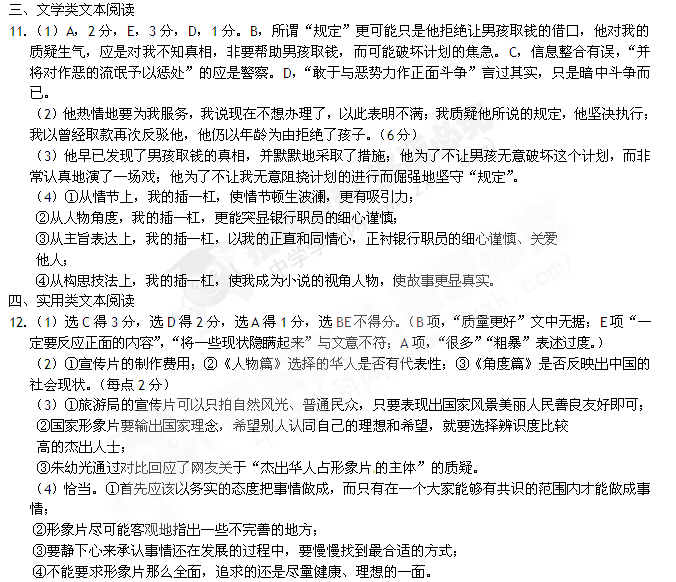 三、文学类文本阅读
11.（1）A，2分，E，3分，D，1分。B，所谓“规定”更可能只是他拒绝让男孩取钱的借口，他对我的
质疑生气，应是对我不知真相，非要帮助男孩取钱，而可能破坏计划的焦急。C，信息整合有误，“并
将对作恶的流氓予以惩处”的应是警察。D，“敢于与恶势力作正面斗争”言过其实，只是暗中斗争而
已。
（2）他热情地要为我服务，我说现在不想办理了，以此表明不满；我质疑他所说的规定，他坚决执行；
我以曾经取款再次反驳他，他仍以年龄为由拒绝了孩子。（6分）
（3）他早已发现了男孩取钱的真相，并默默地采取了措施；他为了不让男孩无意破坏这个计划，而非
常认真地演了一场戏；他为了不让我无意阻挠计划的进行而倔强地坚守“规定”。
（4）①从情节上，我的插一杠，使情节顿生波澜，更有吸引力；
②从人物角度，我的插一杠，更能突显银行职员的细心谨慎；
③从主旨表达上，我的插一杠，以我的正直和同情心，正衬银行职员的细心谨慎、关爱
他人；
④从构思技法上，我的插一杠，使我成为小说的视角人物，使故事更显真实。
四、实用类文本阅读
12.（1）选C得3分，选D得2分，选A得1分，选BE不得分。（B项，“质量更好”文中无据；E项“一
定要反应正面的内容”，“将一些现状隐瞒起来”与文意不符；A项，“很多”“粗暴”表述过度。）
（2）①宣传片的制作费用；②《人物篇》选择的华人是否有代表性；③《角度篇》是否反映出中国的
社会现状。（每点2分）
（3）①旅游局的宣传片可以只拍自然风光、普通民众，只要表现出国家风景美丽人民善良友好即可；
②国家形象片要输出国家理念，希望别人认同自己的理想和希望，就要选择辨识度比较
高的杰出人士；
③朱幼光通过对比回应了网友关于“杰出华人占形象片的主体”的质疑。
（4）恰当。①首先应该以务实的态度把事情做成，而只有在一个大家能够有共识的范围内才能做成事
情；
②形象片尽可能客观地指出一些不完善的地方；
③要静下心来承认事情还在发展的过程中，要慢慢找到最合适的方式；
④不能要求形象片那么全面，追求的还是尽量健康、理想的一面。